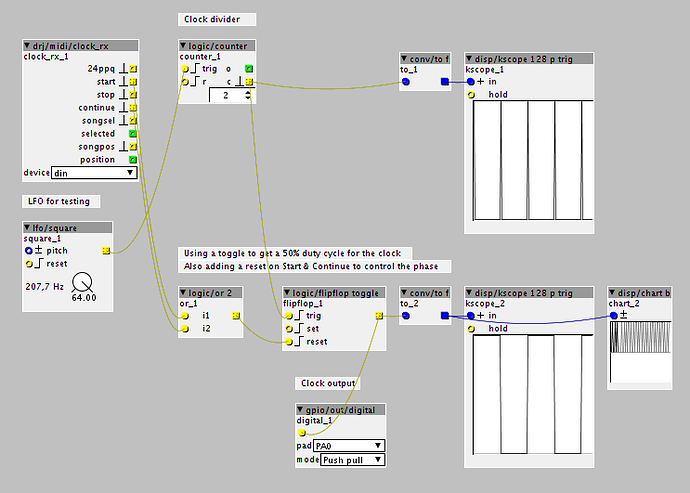 Clock divider
▼ drj/midi/clock_rx
clock_rx_1
24ppq
start
stop
continue
songsel
selected
songpos
position
device din ▼
▼ logic/counter
counter_1
trig o
r c
2
▼ conv/to f
to_1
▼ disp/kscope 128 p trig
kscope_1
+ in
hold
LFO for testing
▼ lfo/square
square_1
± pitch
reset
207,7 Hz
64.00
Using a toggle to get a 50% duty cycle for the clock
Also adding a reset on Start & Continue to control the phase
▼ logic/or 2
or_1
i1
i2
▼ logic/flipflop toggle
flipflop_1
trig
set
reset
▼ conv/to f
to_2
▼ disp/kscope 128 p trig
kscope_2
+ in
hold
▼ disp/chart b
chart_2
±
Clock output
▼ gpio/out/digital
digital_1
pad PA0 ▼
mode Push pull ▼